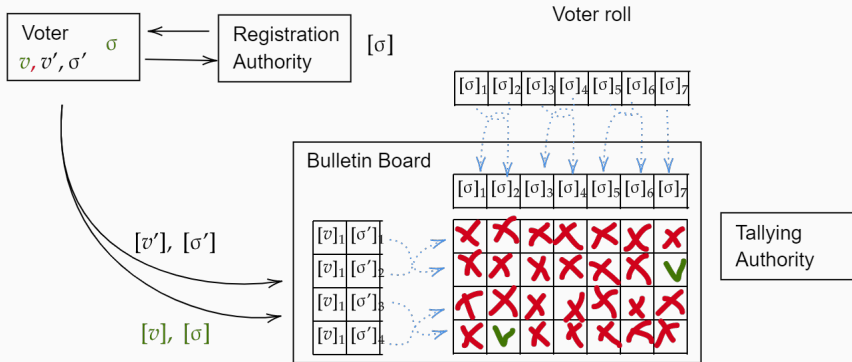 Voter roll
Voter
σ
v, v′, σ′
Registration
Authority
[σ]
[σ]₁ [σ]₂ [σ]₃ [σ]₄ [σ]₅ [σ]₆ [σ]₇
Bulletin Board
[σ]₁ [σ]₂ [σ]₃ [σ]₄ [σ]₅ [σ]₆ [σ]₇
[v′], [σ′]
[v], [σ]
[v]₁ [σ′]₁
[v]₁ [σ′]₂
[v]₁ [σ′]₃
[v]₁ [σ′]₄
Tallying
Authority